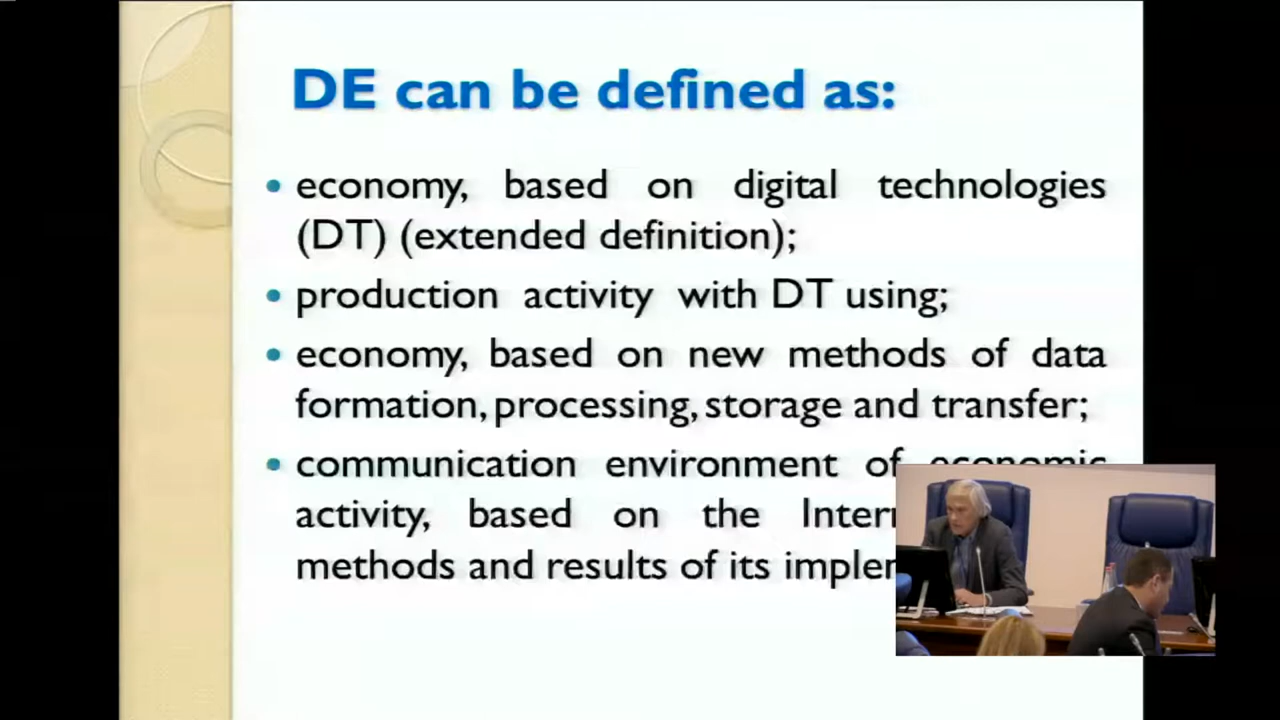 DE can be defined as:
• economy, based on digital technologies
(DT) (extended definition);
• production activity with DT using;
• economy, based on new methods of data
formation, processing, storage and transfer;
• communication environment of economic
activity, based on the
methods and results of its